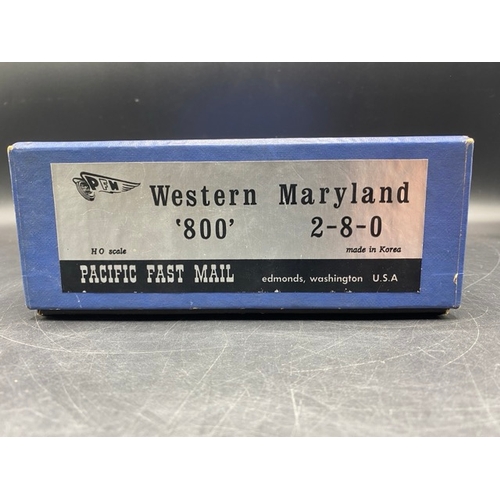 PFM
Western Maryland
'800' 2-8-0
HO scale made in Korea
PACIFIC FAST MAIL edmonds, washington U.S.A